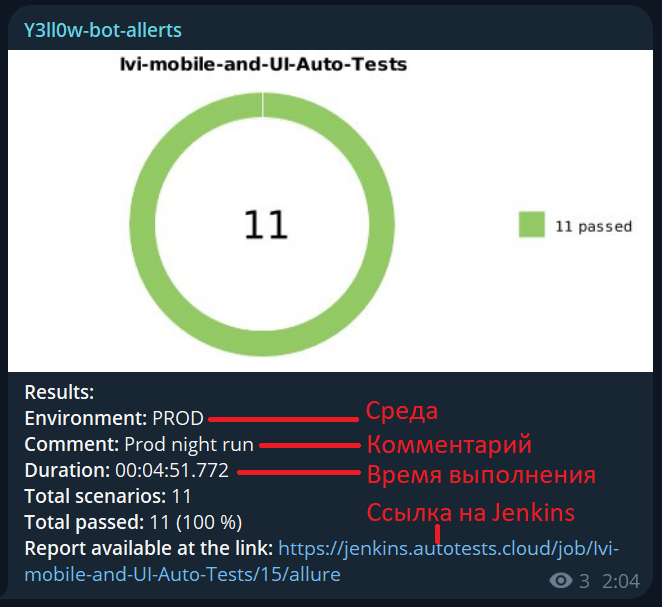 Y3ll0w-bot-allerts
Ivi-mobile-and-UI-Auto-Tests
11
11 passed
Results:
Environment: PROD
Среда
Comment: Prod night run
Комментарий
Duration: 00:04:51.772
Время выполнения
Total scenarios: 11
Total passed: 11 (100 %)
Ссылка на Jenkins
Report available at the link: https://jenkins.autotests.cloud/job/Ivi-
mobile-and-UI-Auto-Tests/15/allure
3 2:04